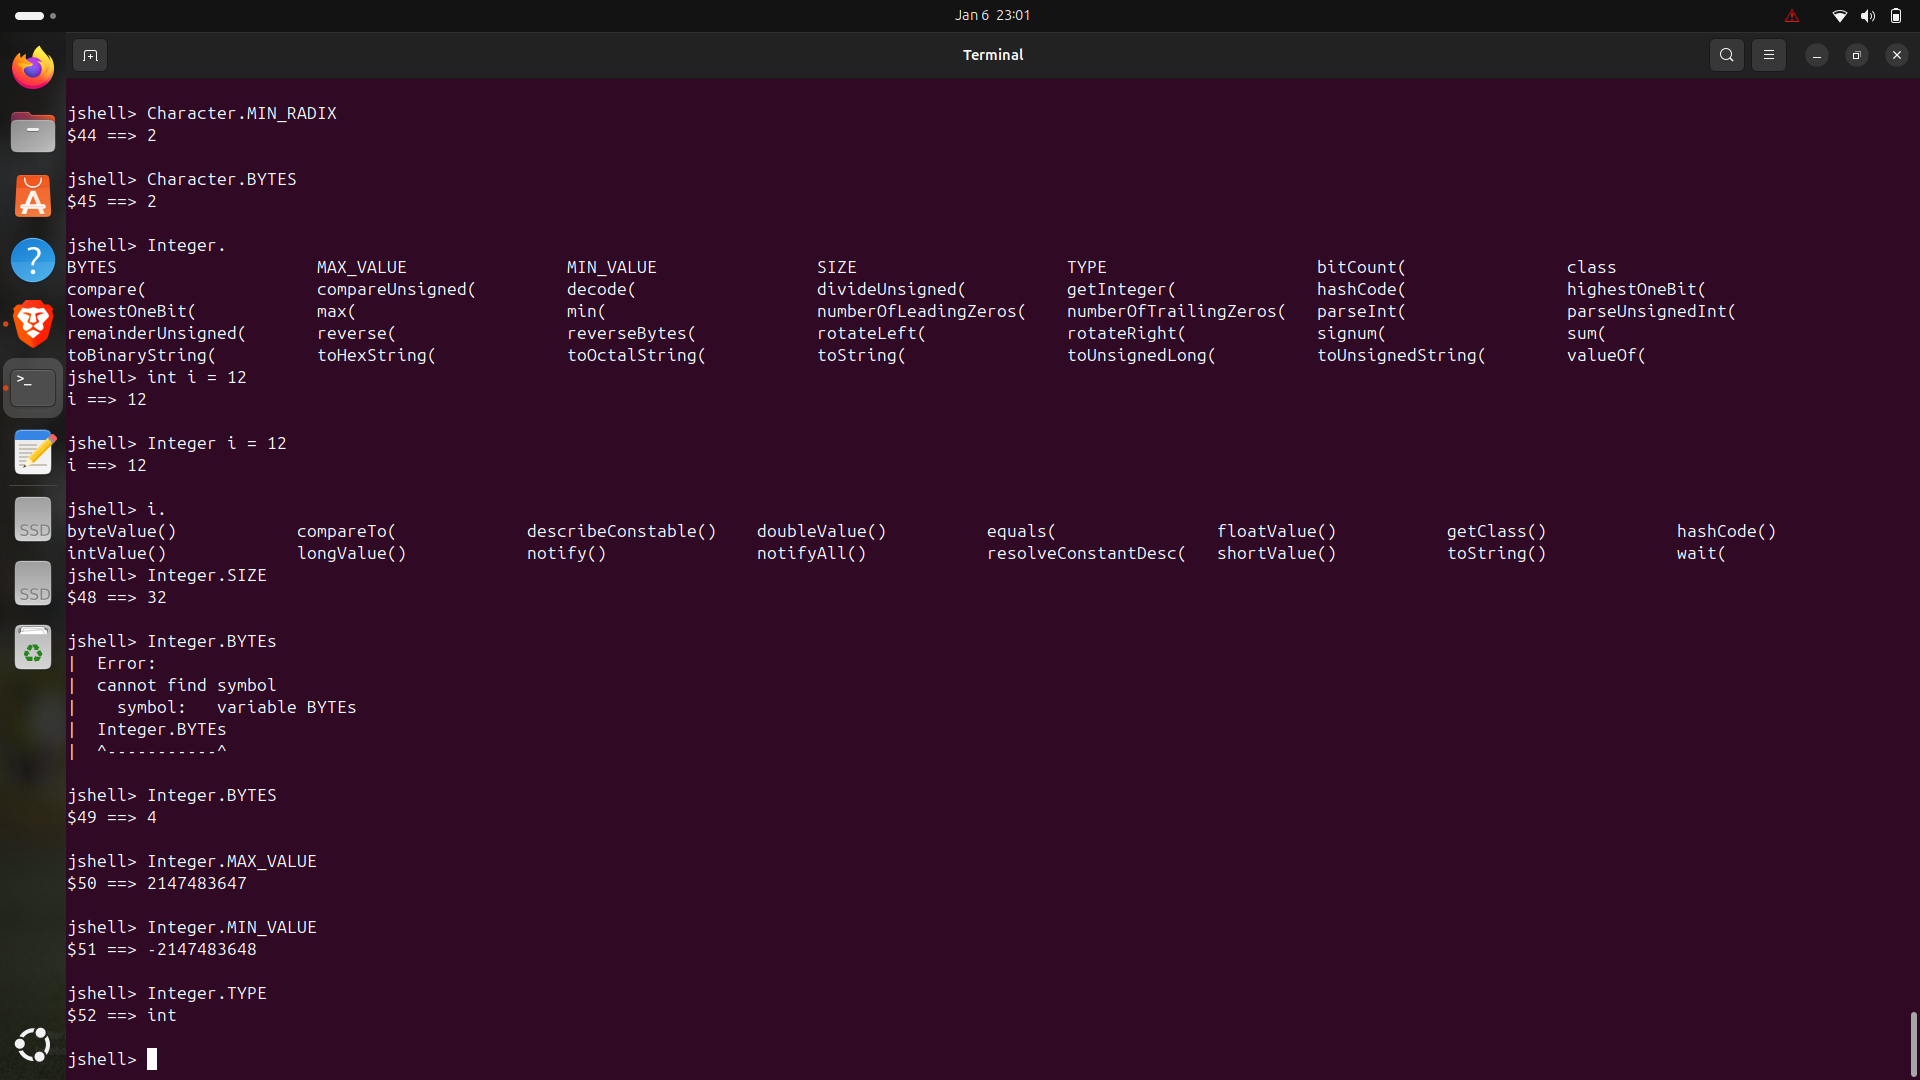 Jan 6 23:01
Terminal
jshell> Character.MIN_RADIX
$44 ==> 2
jshell> Character.BYTES
$45 ==> 2
jshell> Integer.
BYTES MAX_VALUE MIN_VALUE SIZE TYPE bitCount( class
compare( compareUnsigned( decode( divideUnsigned( getInteger( hashCode( highestOneBit(
lowestOneBit( max( min( numberOfLeadingZeros( numberOfTrailingZeros( parseInt( parseUnsignedInt(
remainderUnsigned( reverse( reverseBytes( rotateLeft( rotateRight( signum( sum(
toBinaryString( toHexString( toOctalString( toString( toUnsignedLong( toUnsignedString( valueOf(
jshell> int i = 12
i ==> 12
jshell> Integer i = 12
i ==> 12
jshell> i.
byteValue() compareTo( describeConstable() doubleValue() equals( floatValue() getClass() hashCode()
intValue() longValue() notify() notifyAll() resolveConstantDesc( shortValue() toString() wait(
jshell> Integer.SIZE
$48 ==> 32
jshell> Integer.BYTEs
| Error:
| cannot find symbol
| symbol: variable BYTEs
| Integer.BYTEs
| ^-----------^
jshell> Integer.BYTES
$49 ==> 4
jshell> Integer.MAX_VALUE
$50 ==> 2147483647
jshell> Integer.MIN_VALUE
$51 ==> -2147483648
jshell> Integer.TYPE
$52 ==> int
jshell>
SSD
SSD